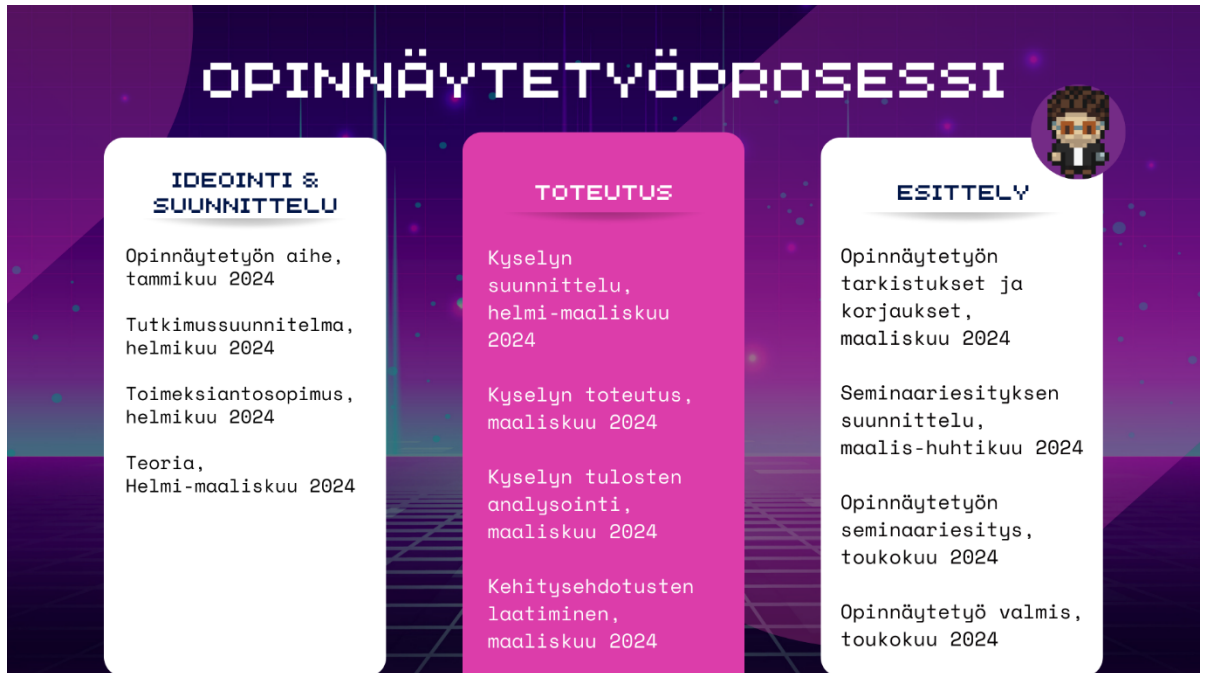 OPINNÄYTETYÖPROSESSI
IDEOINTI &
SUUNNITTELU
Opinnäytetyön aihe,
tammikuu 2024
Tutkimussuunnitelma,
helmikuu 2024
Toimeksiantosopimus,
helmikuu 2024
Teoria,
Helmi-maaliskuu 2024
TOTEUTUS
Kyselyn
suunnittelu,
helmi-maaliskuu
2024
Kyselyn toteutus,
maaliskuu 2024
Kyselyn tulosten
analysointi,
maaliskuu 2024
Kehitysehdotusten
laatiminen,
maaliskuu 2024
ESITTELY
Opinnäytetyön
tarkistukset ja
korjaukset,
maaliskuu 2024
Seminaariesityksen
suunnittelu,
maalis-huhtikuu 2024
Opinnäytetyön
seminaariesitys,
toukokuu 2024
Opinnäytetyö valmis,
toukokuu 2024